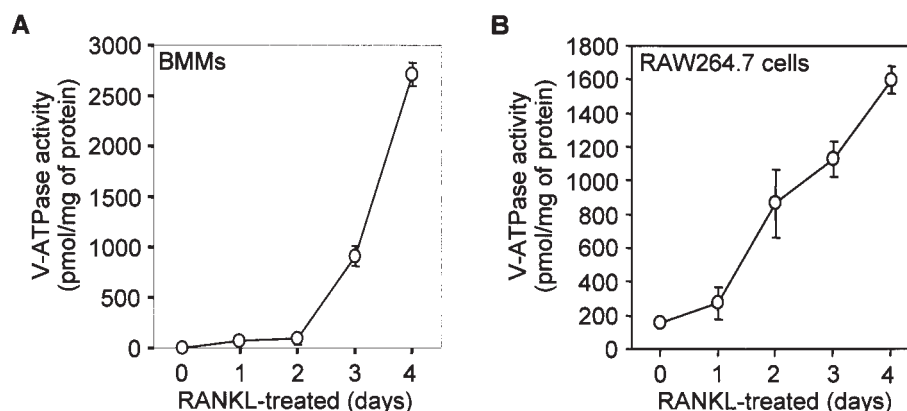 A
BMMs
V-ATPase activity
(pmol/mg of protein)
3000
2500
2000
1500
1000
500
0
0 1 2 3 4
RANKL-treated (days)
B
RAW264.7 cells
V-ATPase activity
(pmol/mg of protein)
1800
1600
1400
1200
1000
800
600
400
200
0
0 1 2 3 4
RANKL-treated (days)